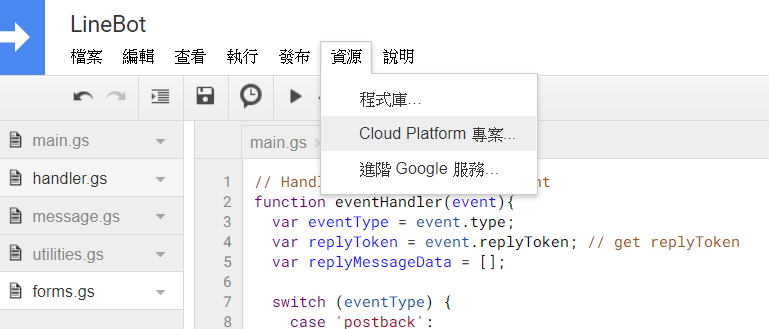 LineBot
檔案 編輯 查看 執行 發布 資源 說明
程式庫...
Cloud Platform 專案...
進階 Google 服務...
main.gs
handler.gs
message.gs
utilities.gs
forms.gs
main.gs
1 // Hand nt
2 function eventHandler(event){
3 var eventType = event.type;
4 var replyToken = event.replyToken; // get replyToken
5 var replyMessageData = [];
6
7 switch (eventType) {
8 case 'postback':